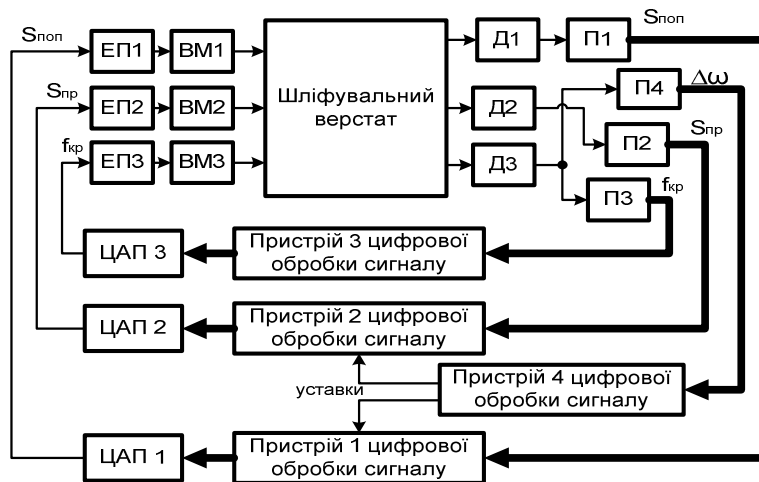 Sпоп
ЕП1
ВМ1
Sпр
ЕП2
ВМ2
fкр
ЕП3
ВМ3
Шліфувальний
верстат
Д1
П1
Sпоп
П4
Δω
Д2
П2
Sпр
Д3
П3
fкр
ЦАП 3
Пристрій 3 цифрової
обробки сигналу
ЦАП 2
Пристрій 2 цифрової
обробки сигналу
уставки
Пристрій 4 цифрової
обробки сигналу
ЦАП 1
Пристрій 1 цифрової
обробки сигналу